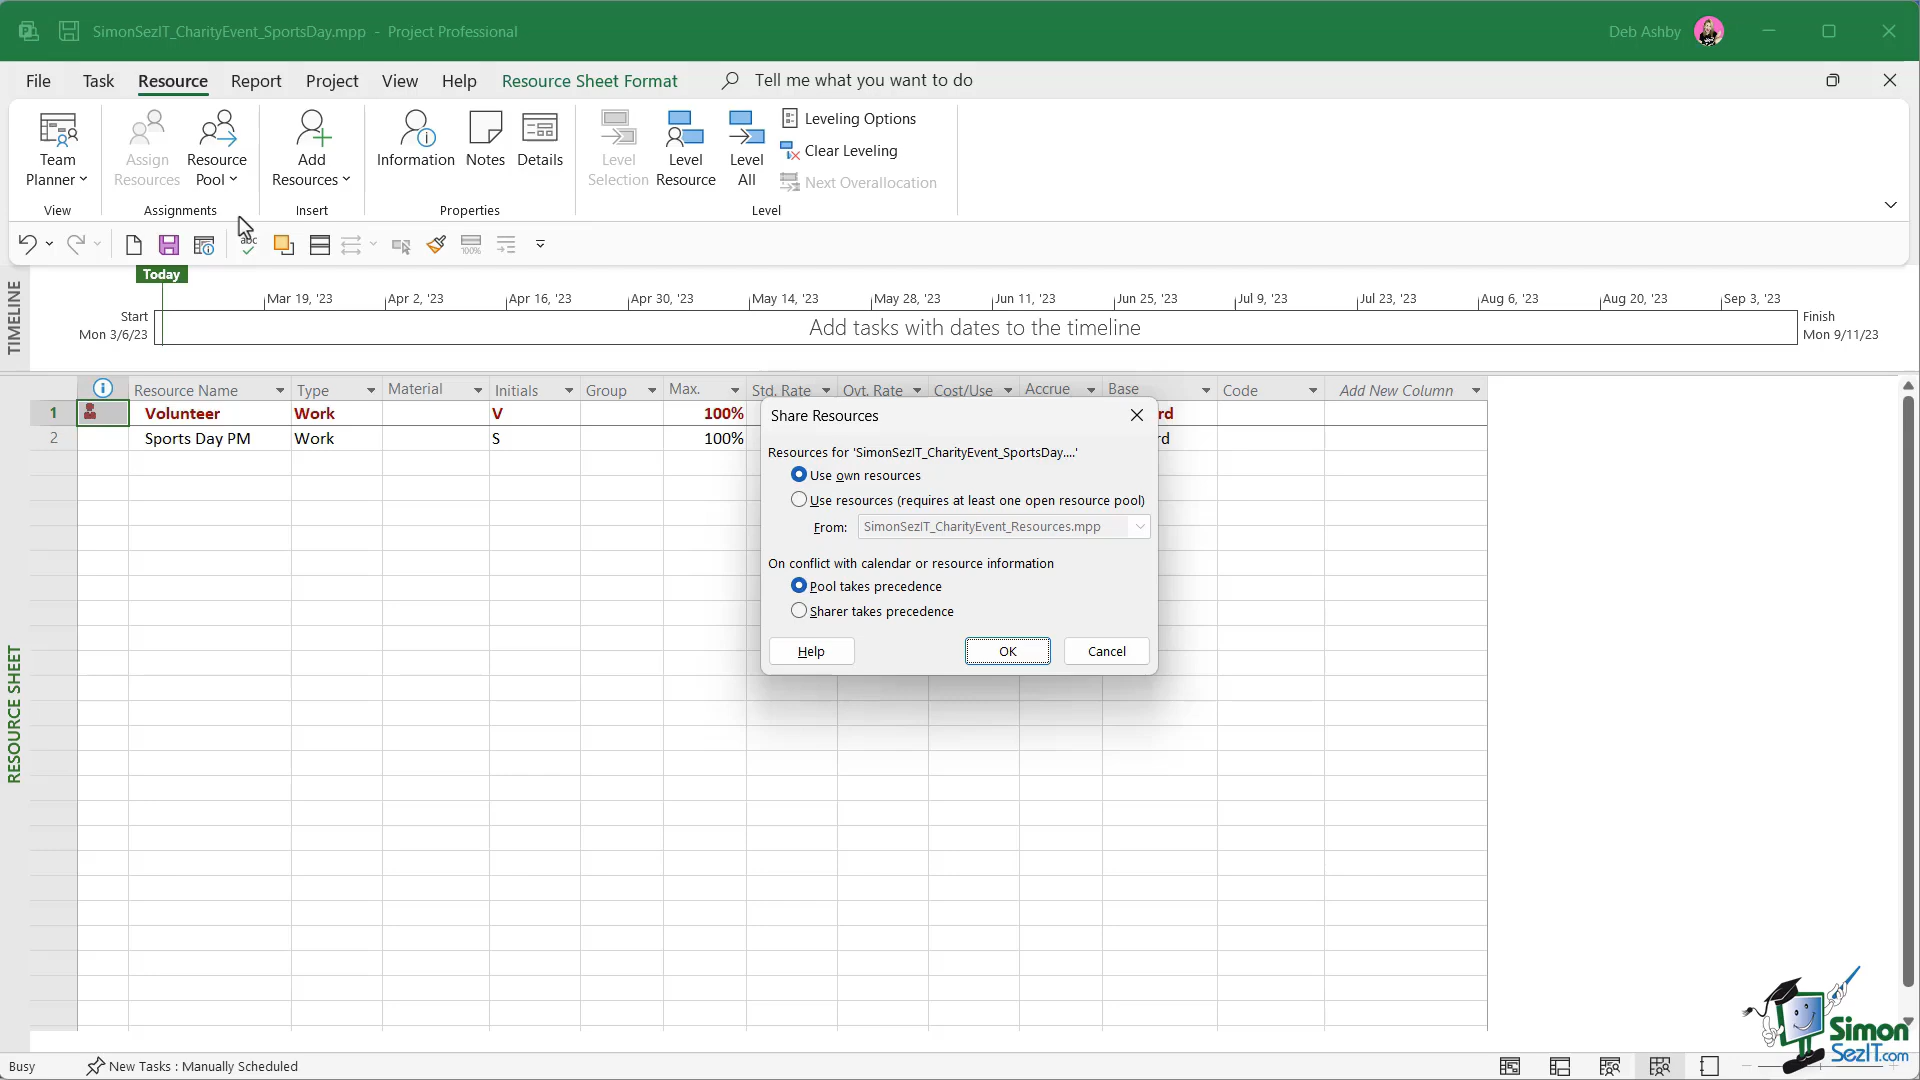 SimonSezIT_CharityEvent_SportsDay.mpp - Project Professional
Deb Ashby
File Task Resource Report Project View Help Resource Sheet Format Tell me what you want to do
Team Planner
Assign Resources
Resource Pool
Add Resources
Information
Notes
Details
Level Selection
Level Resource
Level All
Leveling Options
Clear Leveling
Next Overallocation
View Assignments Insert Properties Level
abc
100%
Today
TIMELINE
Mar 19, '23 Apr 2, '23 Apr 16, '23 Apr 30, '23 May 14, '23 May 28, '23 Jun 11, '23 Jun 25, '23 Jul 9, '23 Jul 23, '23 Aug 6, '23 Aug 20, '23 Sep 3, '23
Start
Mon 3/6/23
Add tasks with dates to the timeline
Finish
Mon 9/11/23
Resource Name Type Material Initials Group Max. Std. Rate Ovt. Rate Cost/Use Accrue Base Code Add New Column
1 Volunteer Work V 100% rd
2 Sports Day PM Work S 100% rd
RESOURCE SHEET
Share Resources
Resources for 'SimonSezIT_CharityEvent_SportsDay....'
Use own resources
Use resources (requires at least one open resource pool)
From: SimonSezIT_CharityEvent_Resources.mpp
On conflict with calendar or resource information
Pool takes precedence
Sharer takes precedence
Help OK Cancel
Simon
SezIT.com
Busy New Tasks : Manually Scheduled